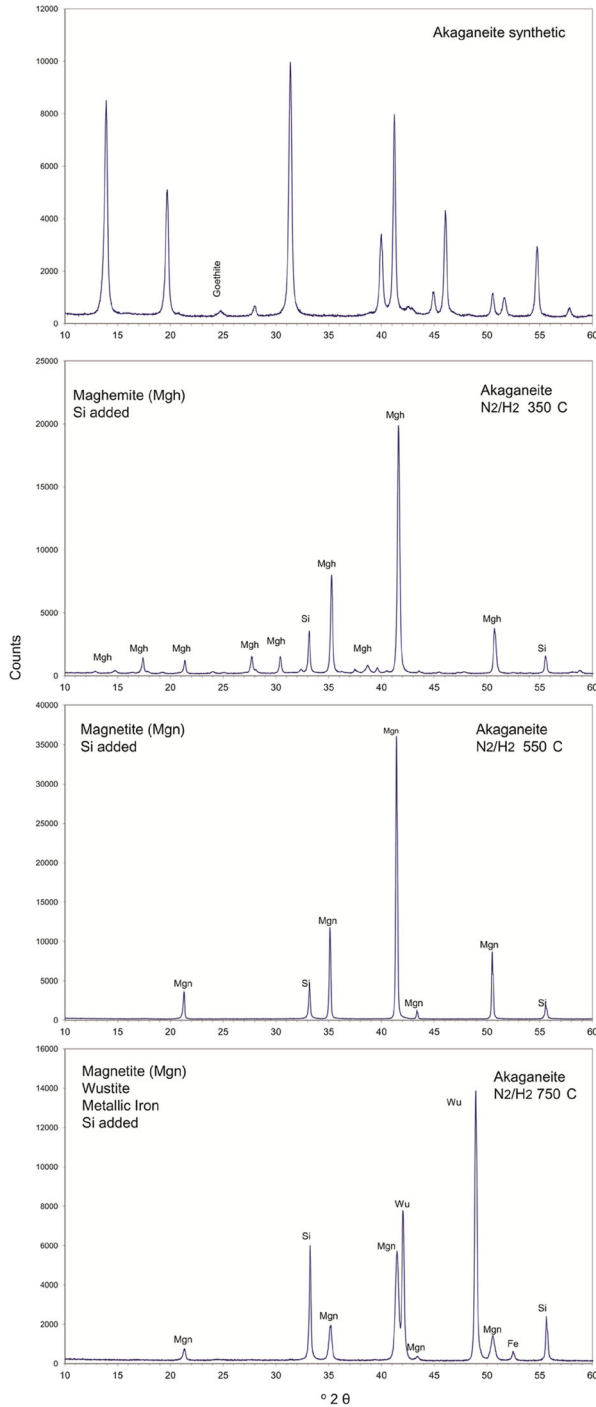 Akaganeite synthetic
12000
10000
8000
6000
4000
2000
0
Goethite
10 15 20 25 30 35 40 45 50 55 60
Maghemite (Mgh)
Si added
Akaganeite
N2/H2 350 C
25000
20000
15000
10000
5000
0
Mgh Mgh Mgh Mgh Mgh Si Mgh Mgh Mgh Mgh Si
10 15 20 25 30 35 40 45 50 55 60
Counts
Magnetite (Mgn)
Si added
Akaganeite
N2/H2 550 C
40000
35000
30000
25000
20000
15000
10000
5000
0
Mgn Si Mgn Mgn Mgn Mgn Si
10 15 20 25 30 35 40 45 50 55 60
Magnetite (Mgn)
Wustite
Metallic Iron
Si added
Akaganeite
N2/H2 750 C
16000
14000
12000
10000
8000
6000
4000
2000
0
Mgn Si Mgn Mgn Wu Mgn Wu Mgn Fe Si
10 15 20 25 30 35 40 45 50 55 60
° 2 θ